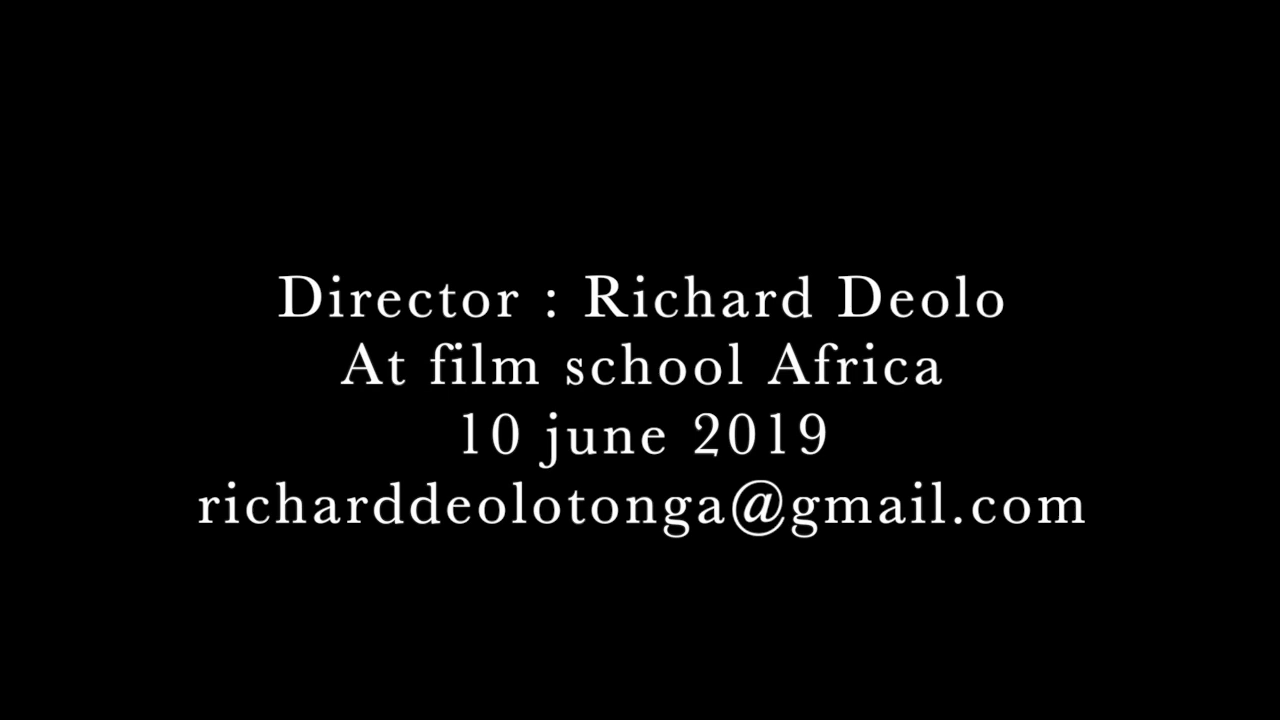 Director : Richard Deolo
At film school Africa
10 june 2019
richarddeolotonga@gmail.com